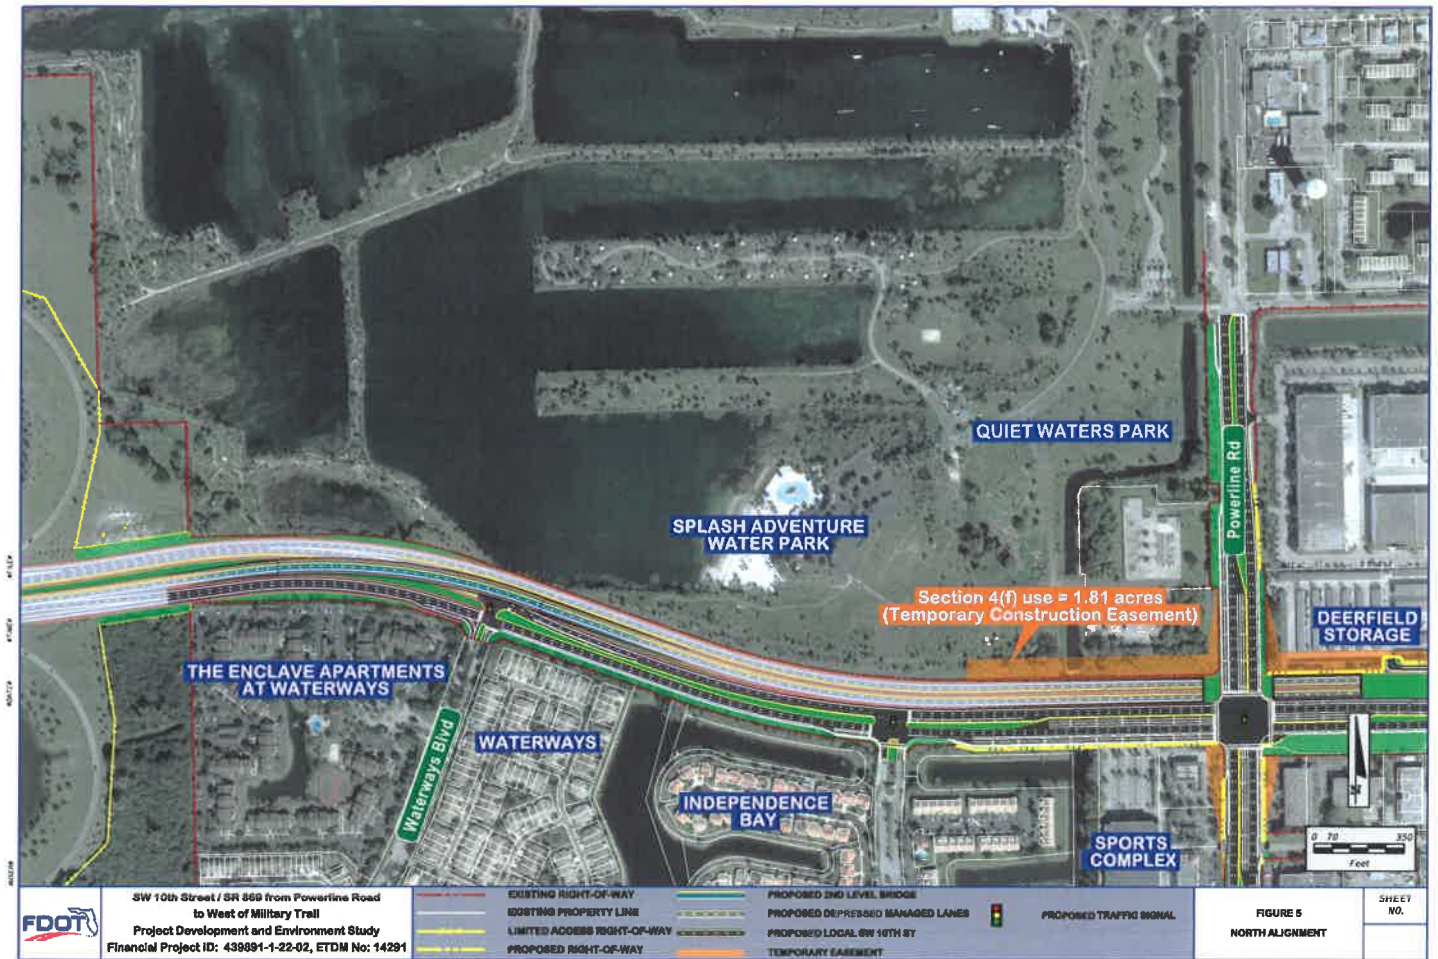 QUIET WATERS PARK
Powerline Rd
SPLASH ADVENTURE
WATER PARK
Section 4(f) use = 1.81 acres
(Temporary Construction Easement)
DEERFIELD
STORAGE
THE ENCLAVE APARTMENTS
AT WATERWAYS
Waterways Blvd
WATERWAYS
INDEPENDENCE
BAY
SPORTS
COMPLEX
0 70 350
Feet
FDOT
SW 10th Street / SR 869 from Powerline Road
to West of Military Trail
Project Development and Environment Study
Financial Project ID: 439891-1-22-02, ETDM No: 14291
EXISTING RIGHT-OF-WAY
EXISTING PROPERTY LINE
LIMITED ACCESS RIGHT-OF-WAY
PROPOSED RIGHT-OF-WAY
PROPOSED 2ND LEVEL BRIDGE
PROPOSED DEPRESSED MANAGED LANES
PROPOSED LOCAL SW 10TH ST
TEMPORARY EASEMENT
PROPOSED TRAFFIC SIGNAL
FIGURE 5
NORTH ALIGNMENT
SHEET
NO.